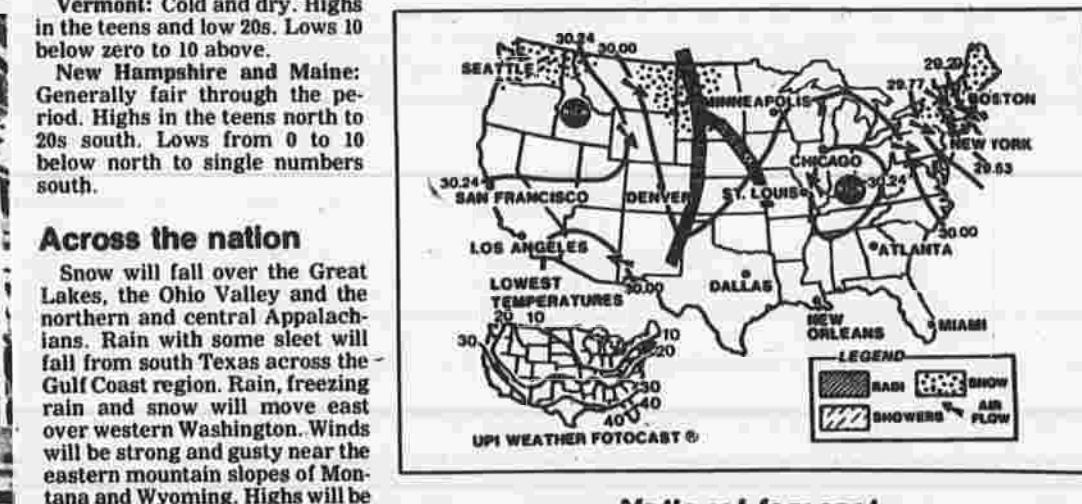 Vermont: Cold and dry. Highs
in the teens and low 20s. Lows 10
below zero to 10 above.
New Hampshire and Maine:
Generally fair through the pe-
riod. Highs in the teens north to
20s south. Lows from 0 to 10
below north to single numbers
south.
Across the nation
Snow will fall over the Great
Lakes, the Ohio Valley and the
northern and central Appalach-
ians. Rain with some sleet will
fall from south Texas across the
Gulf Coast region. Rain, freezing
rain and snow will move east
over western Washington. Winds
will be strong and gusty near the
eastern mountain slopes of Mon-
tana and Wyoming. Highs will be
30.24
30.00
SEATTLE
29.77
29.29
BOSTON
MINNEAPOLIS
NEW YORK
29.53
CHICAGO
30.24
SAN FRANCISCO
DENVER
ST. LOUIS
30.24
30.00
LOS ANGELES
ATLANTA
LOWEST
TEMPERATURES
30.00
DALLAS
NEW
ORLEANS
MIAMI
20 10
30
10
20
30
40
40
UPI WEATHER FOTOCAST ®
LEGEND
RAIN
SNOW
SHOWERS
AIR
FLOW